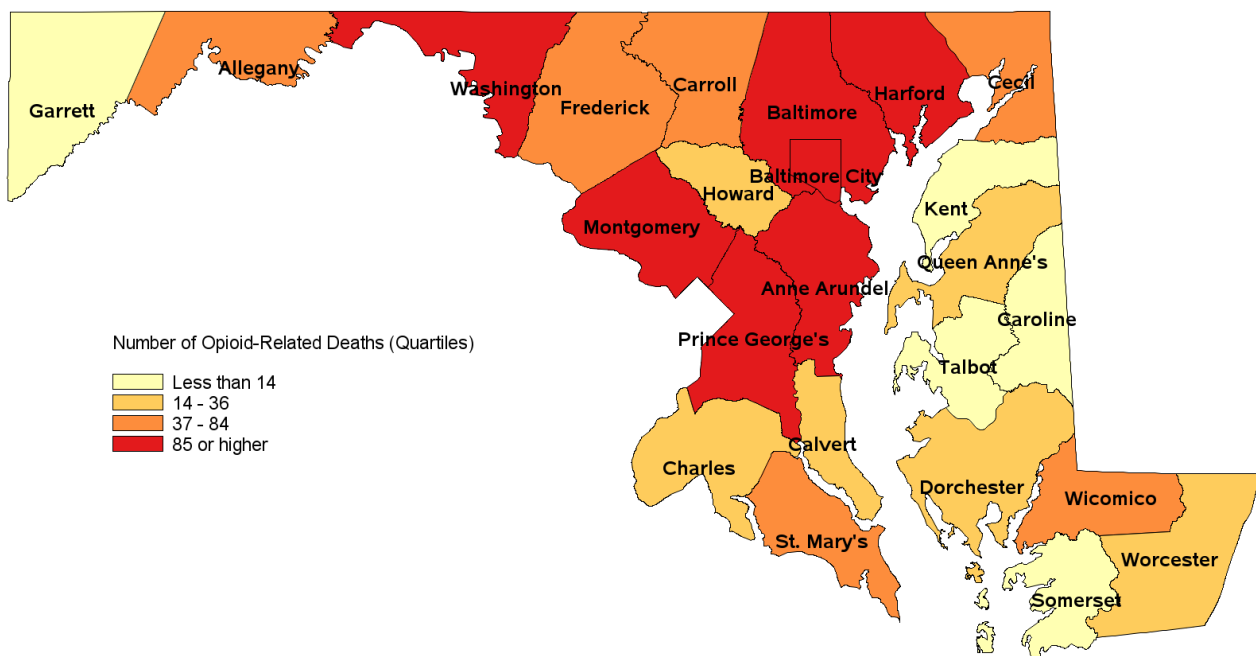 Allegany
Garrett
Washington
Frederick
Carroll
Baltimore
Harford
Cecil
Baltimore City
Howard
Montgomery
Kent
Queen Anne's
Anne Arundel
Caroline
Prince George's
Talbot
Number of Opioid-Related Deaths (Quartiles)
Less than 14
14 - 36
37 - 84
85 or higher
Calvert
Charles
Dorchester
Wicomico
St. Mary's
Worcester
Somerset